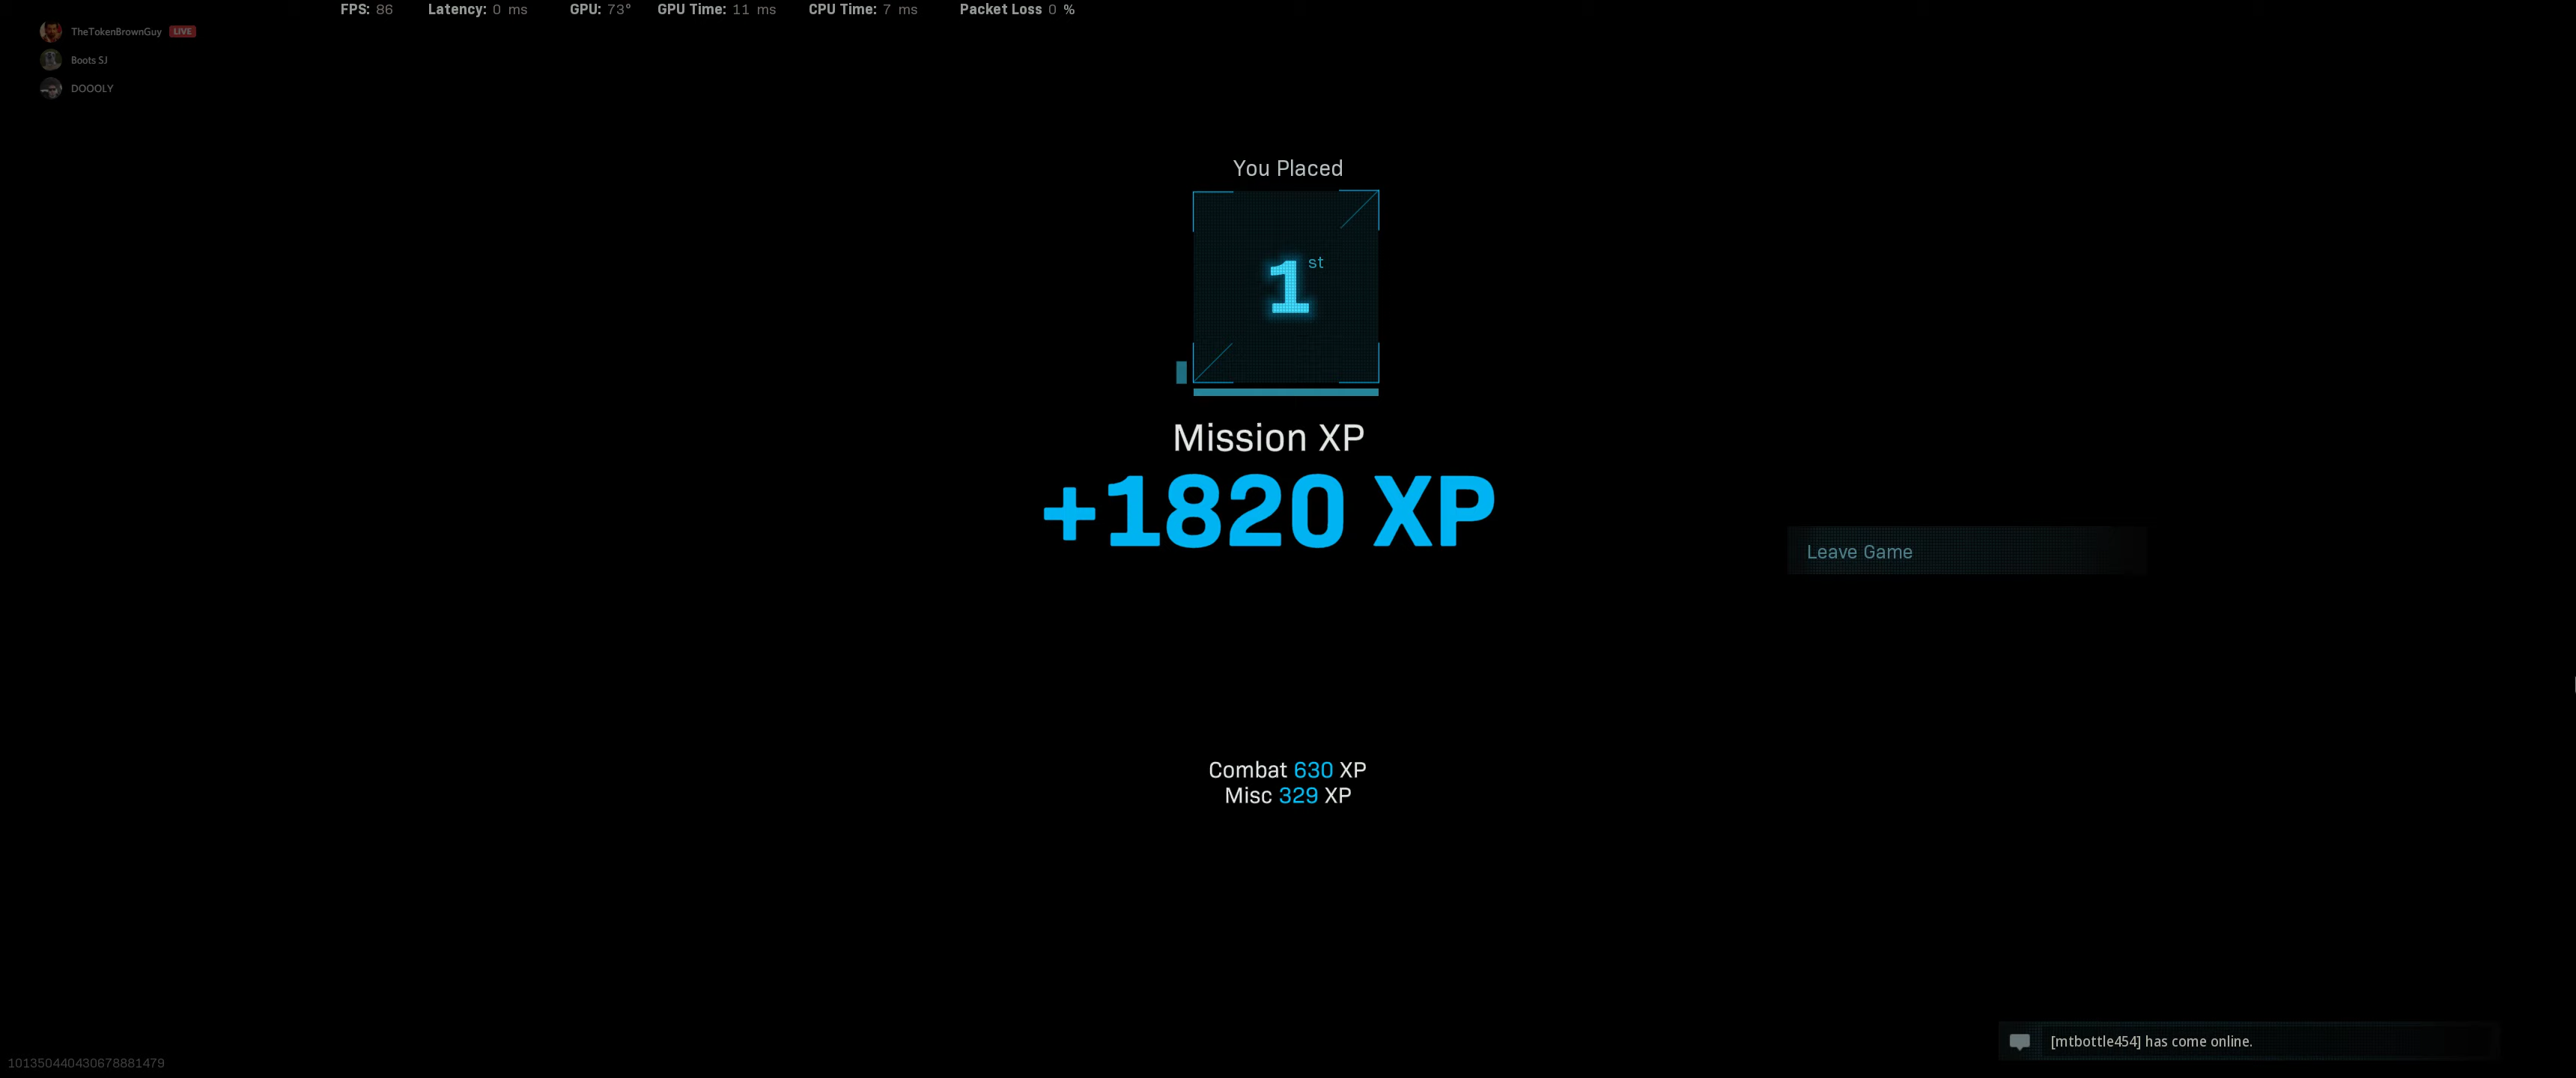 FPS: 86 Latency: 0 ms GPU: 73° GPU Time: 11 ms CPU Time: 7 ms Packet Loss 0 %
TheTokenBrownGuy LIVE
Boots SJ
DOOOLY
You Placed
1st
Mission XP
+1820 XP
Leave Game
Combat 630 XP
Misc 329 XP
[mtbottle454] has come online.
101350440430678881479